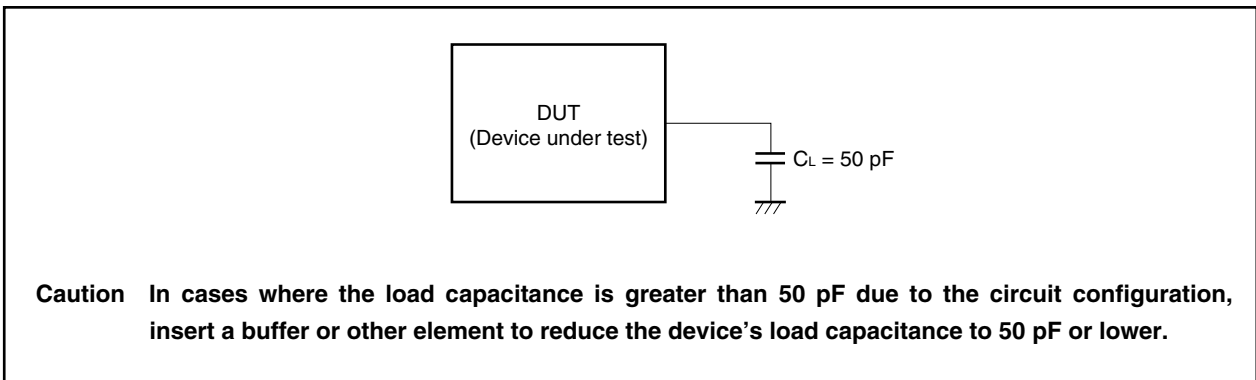 DUT
(Device under test)
CL = 50 pF
Caution In cases where the load capacitance is greater than 50 pF due to the circuit configuration,
insert a buffer or other element to reduce the device's load capacitance to 50 pF or lower.